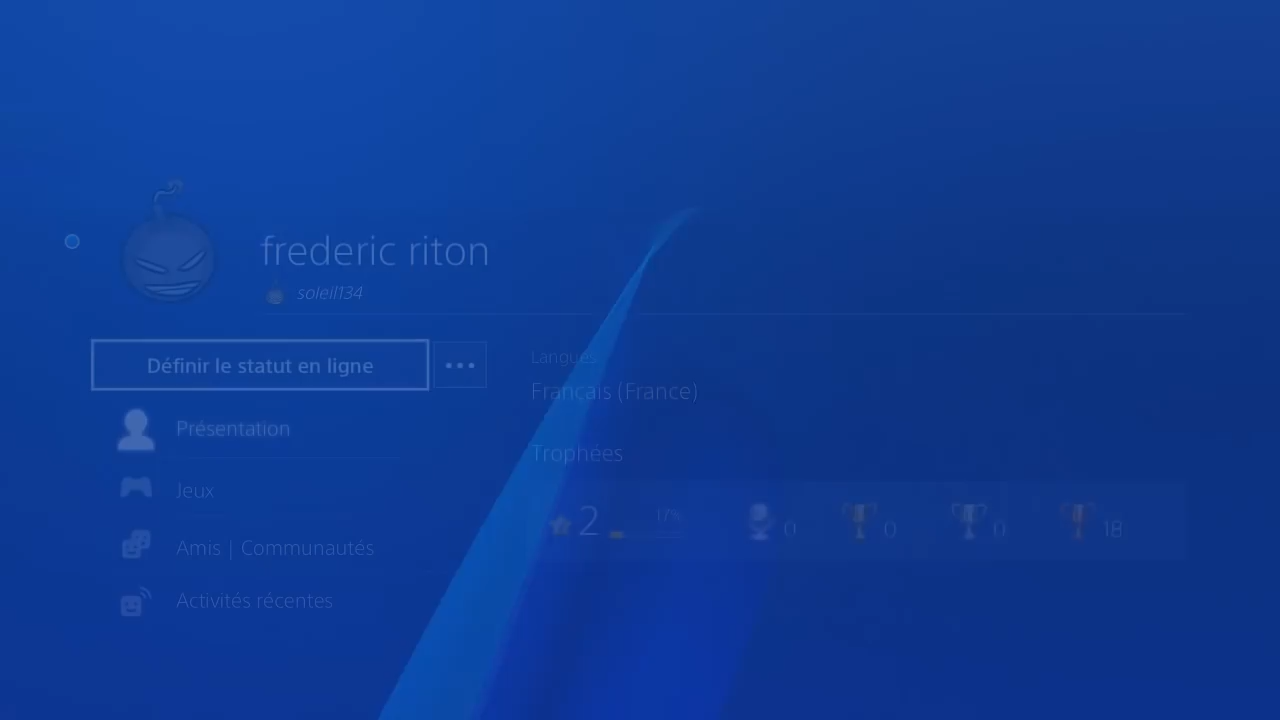 frederic riton
soleil134
Définir le statut en ligne
Langues
Français (France)
Présentation
Trophées
Jeux
2
17%
0
0
0
18
Amis | Communautés
Activités récentes